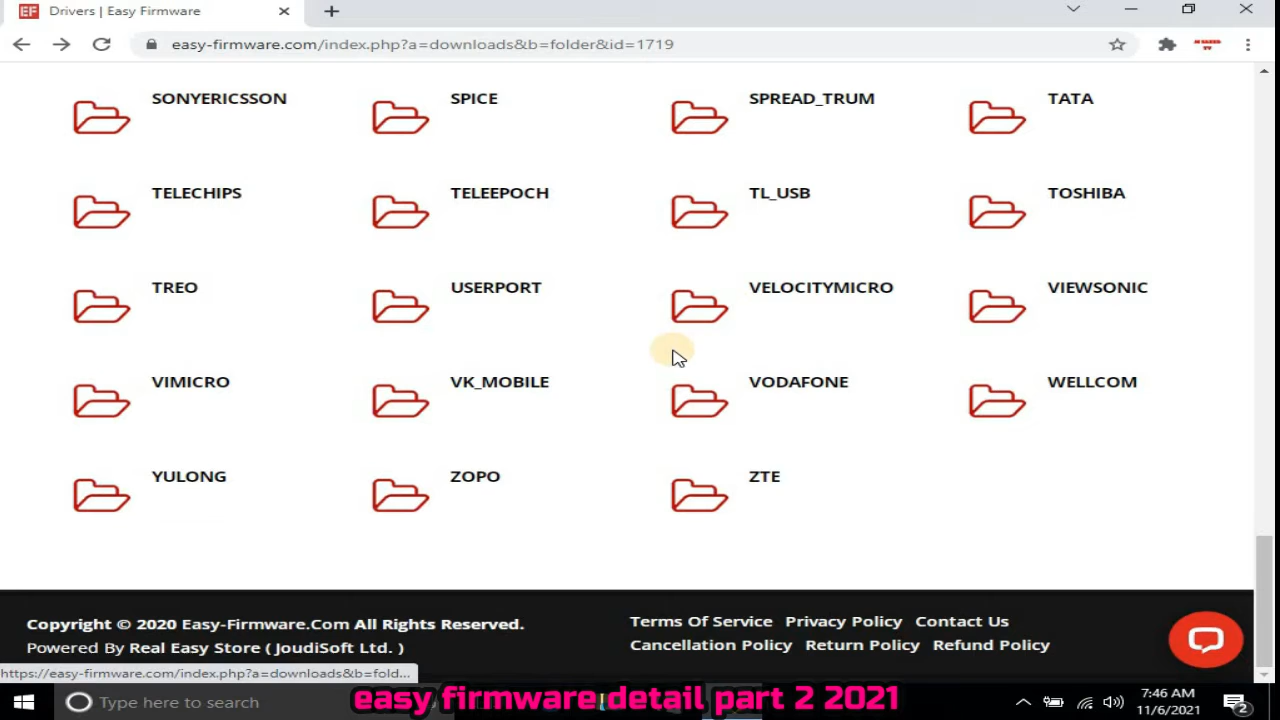 EF Drivers | Easy Firmware
easy-firmware.com/index.php?a=downloads&b=folder&id=1719
SONYERICSSON SPICE SPREAD_TRUM TATA
TELECHIPS TELEEPOCH TL_USB TOSHIBA
TREO USERPORT VELOCITYMICRO VIEWSONIC
VIMICRO VK_MOBILE VODAFONE WELLCOM
YULONG ZOPO ZTE
Copyright © 2020 Easy-Firmware.Com All Rights Reserved.
Powered By Real Easy Store ( JoudiSoft Ltd. )
Terms Of Service Privacy Policy Contact Us
Cancellation Policy Return Policy Refund Policy
https://easy-firmware.com/index.php?a=downloads&b=fold...
Type here to search
easy firmware detail part 2 2021
7:46 AM
11/6/2021
2